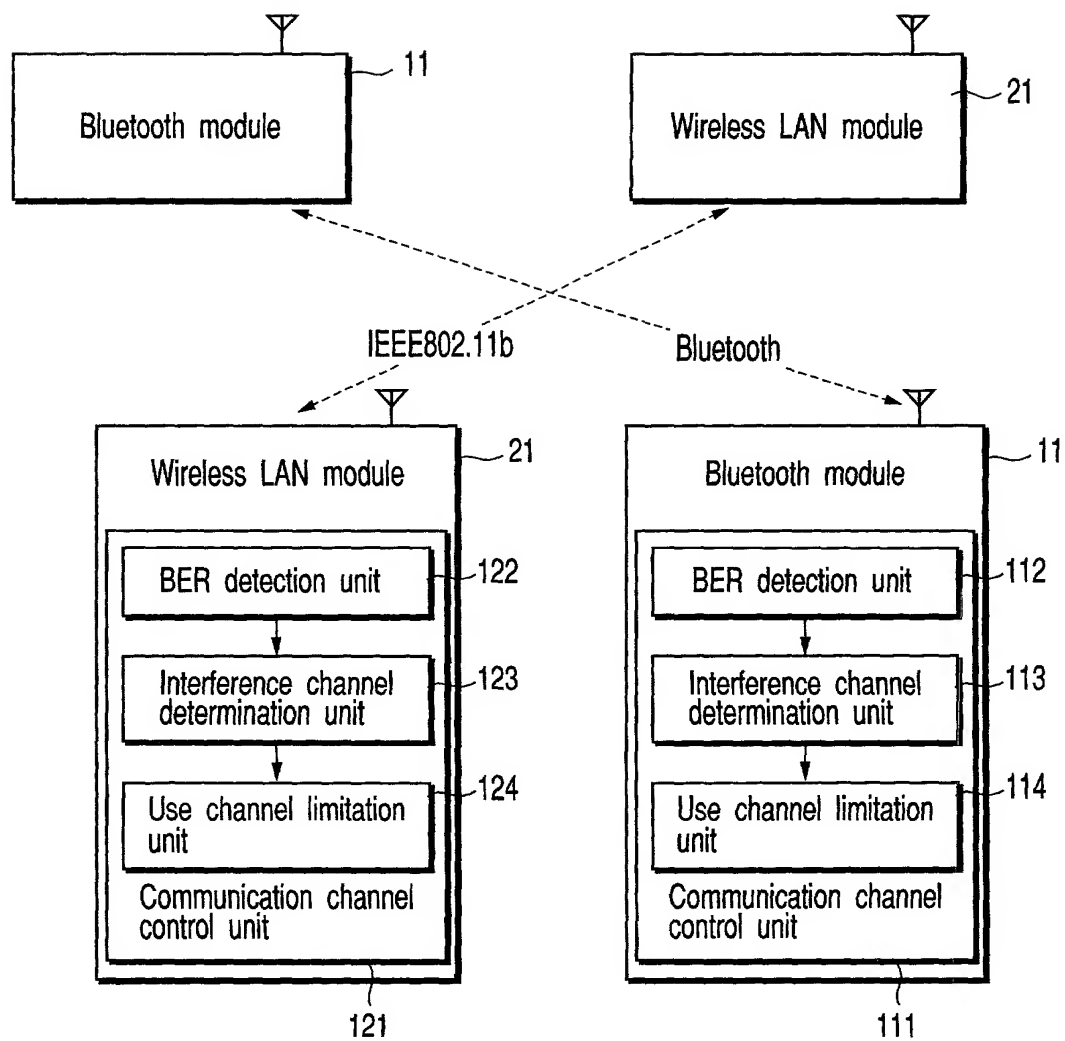 11
Bluetooth module
21
Wireless LAN module
IEEE802.11b
Bluetooth
21
Wireless LAN module
BER detection unit
122
Interference channel
determination unit
123
Use channel limitation
unit
124
Communication channel
control unit
121
11
Bluetooth module
BER detection unit
112
Interference channel
determination unit
113
Use channel limitation
unit
114
Communication channel
control unit
111